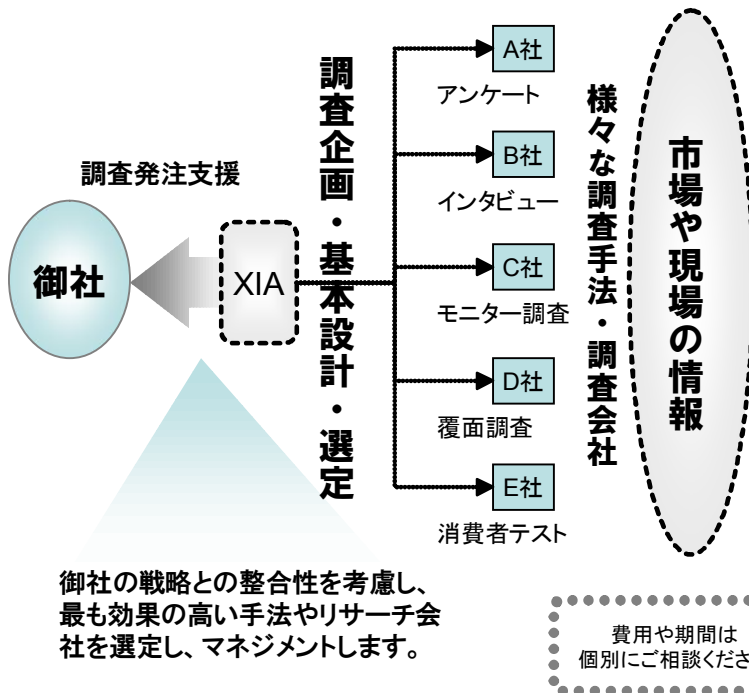 調査発注支援
御社
XIA
調査企画・基本設計・選定
A社
アンケート
B社
インタビュー
C社
モニター調査
D社
覆面調査
E社
消費者テスト
様々な調査手法・調査会社
市場や現場の情報
御社の戦略との整合性を考慮し、
最も効果の高い手法やリサーチ会
社を選定し、マネジメントします。
費用や期間は
個別にご相談くださ